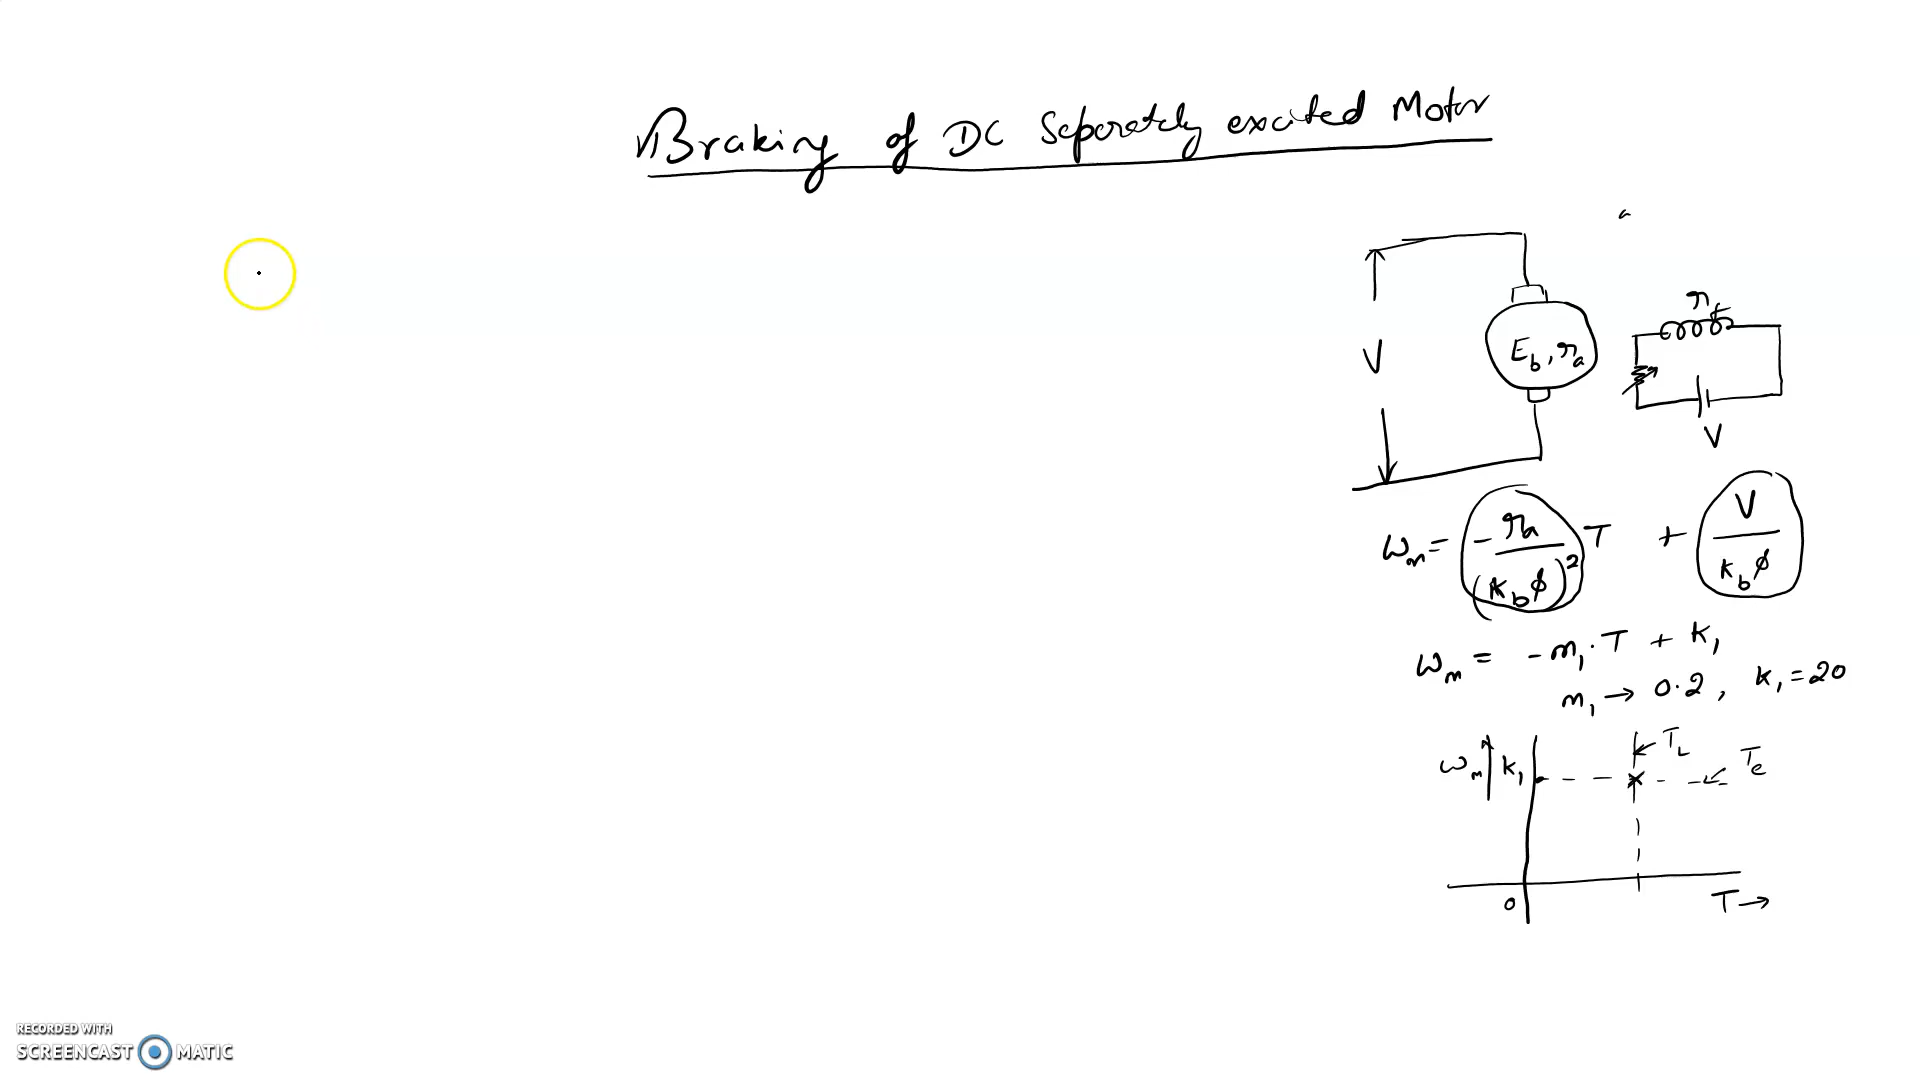 Braking of DC Seperately excited Motor
a
r_f
V
E_b, r_a
V
ω_m = (-r_a/(k_b ϕ)^2) T + (V/k_b ϕ)
ω_m = -m_1 . T + k_1
m_1 → 0.2 , k_1 = 20
T_L
ω_m k_1 T_e
0 T →
RECORDED WITH
SCREENCAST MATIC